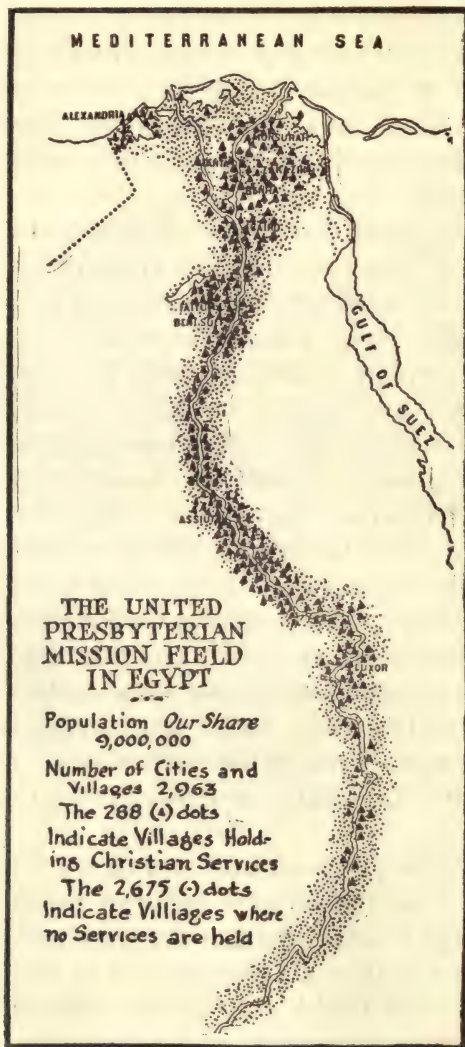 MEDITERRANEAN SEA
ALEXANDRIA
CAIRO
GULF OF SUEZ
ASSIUT
LUXOR
THE UNITED
PRESBYTERIAN
MISSION FIELD
IN EGYPT
Population Our Share
9,000,000
Number of Cities and
Villages 2,963
The 288 (▲) dots
Indicate Villages Hold-
ing Christian Services
The 2,675 (·) dots
Indicate Villiages where
no Services are held